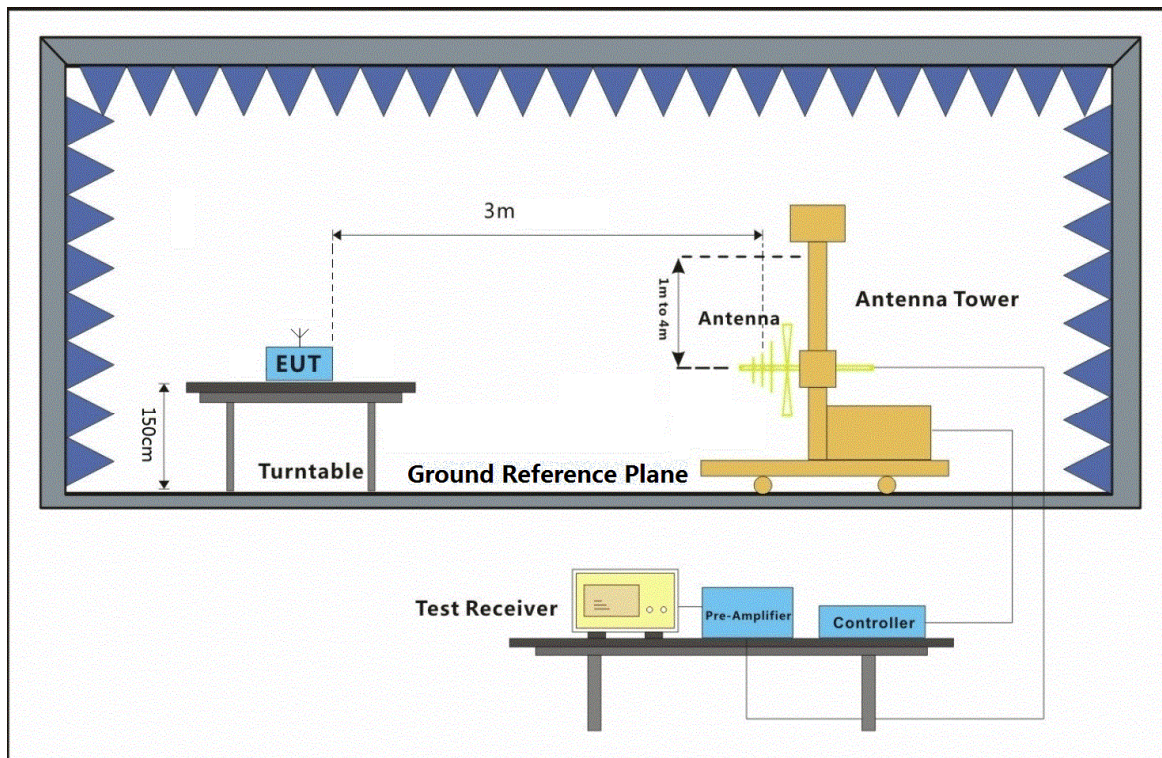 3m
1m to 4m
Antenna Tower
Antenna
EUT
150cm
Turntable
Ground Reference Plane
Test Receiver
Pre-Amplifier
Controller